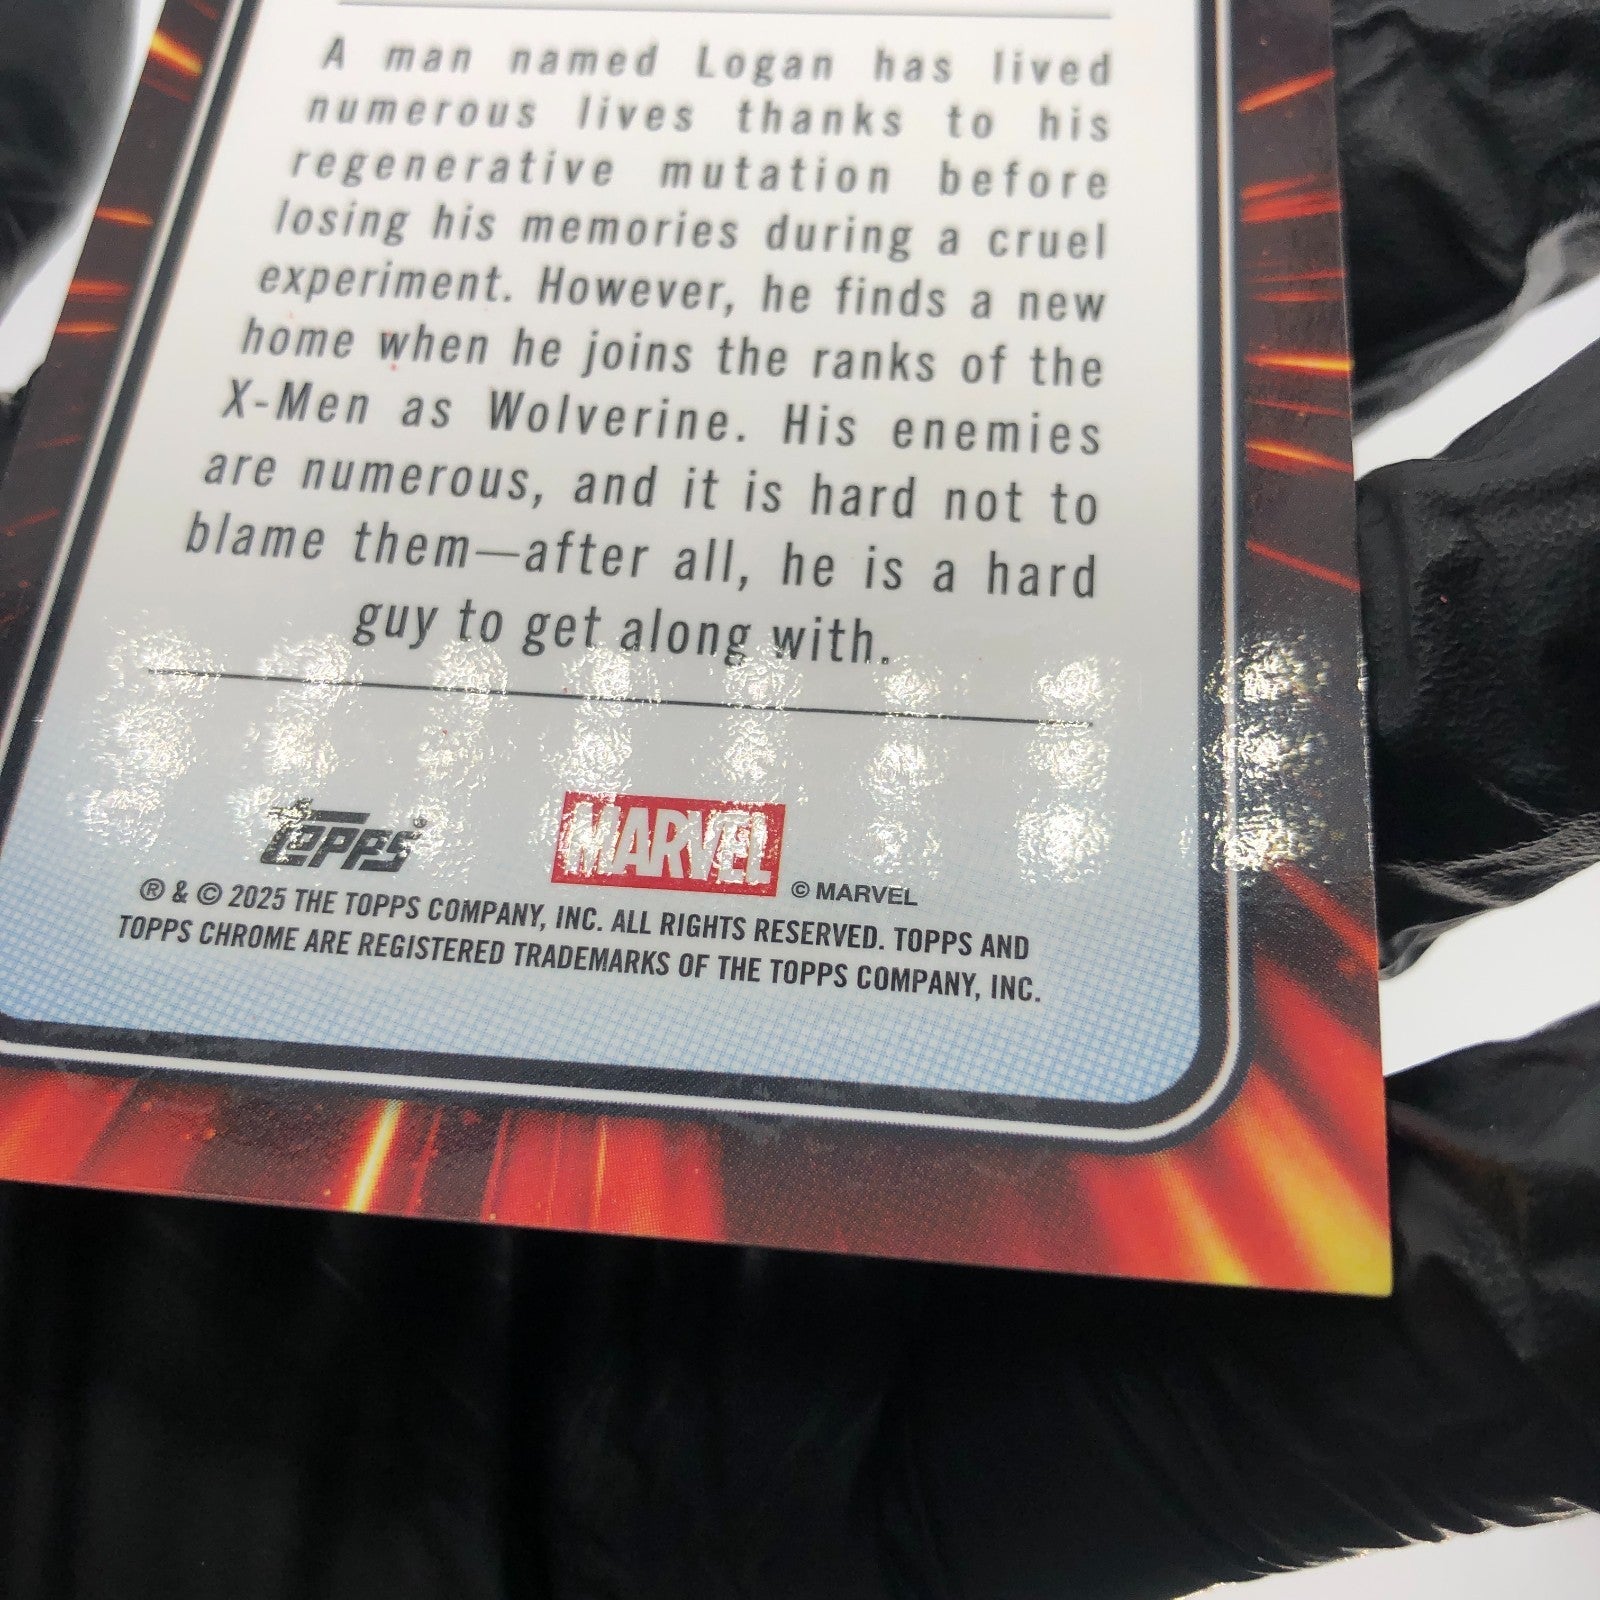 A man named Logan has lived
numerous lives thanks to his
regenerative mutation before
losing his memories during a cruel
experiment. However, he finds a new
home when he joins the ranks of the
X-Men as Wolverine. His enemies
are numerous, and it is hard not to
blame them—after all, he is a hard
guy to get along with.
TOPPS®
MARVEL
© MARVEL
® & © 2025 THE TOPPS COMPANY, INC. ALL RIGHTS RESERVED. TOPPS AND
TOPPS CHROME ARE REGISTERED TRADEMARKS OF THE TOPPS COMPANY, INC.